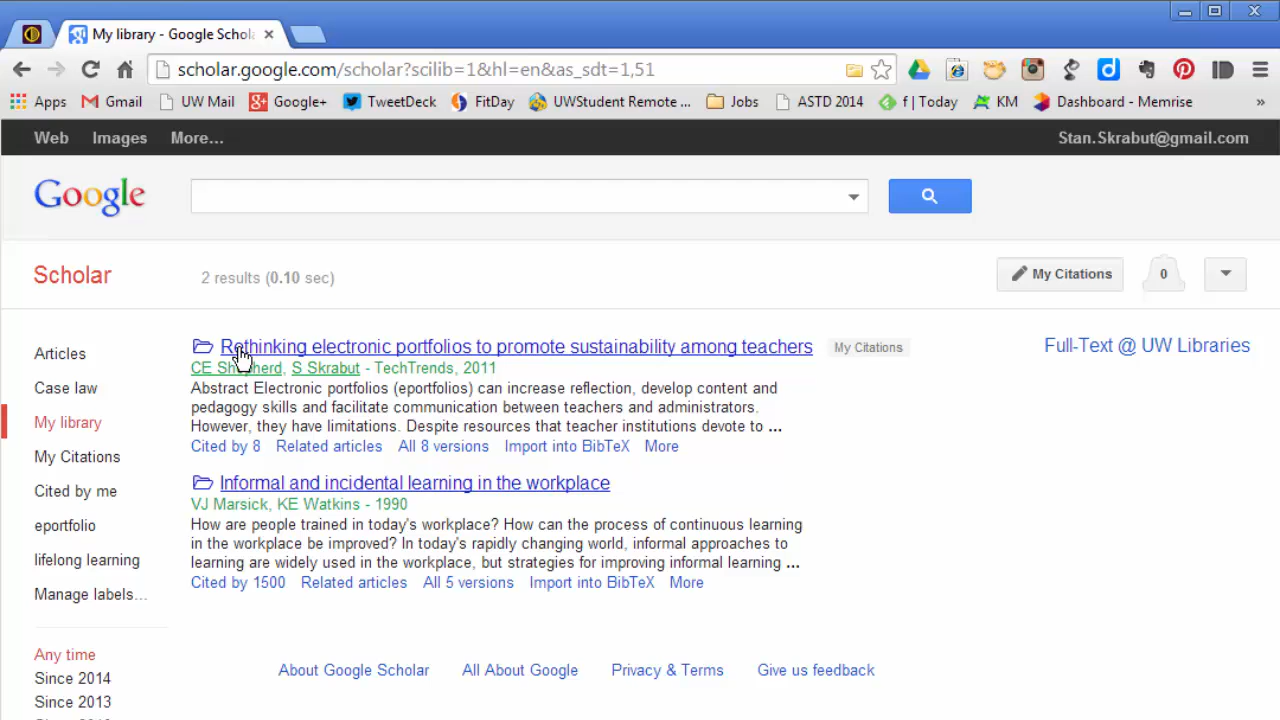 My library - Google Schola
scholar.google.com/scholar?scilib=1&hl=en&as_sdt=1,51
Apps Gmail UW Mail Google+ TweetDeck FitDay UWStudent Remote ... Jobs ASTD 2014 f | Today KM Dashboard - Memrise »
Web Images More... Stan.Skrabut@gmail.com
Google
Scholar 2 results (0.10 sec) My Citations 0
Articles
Case law
My library
My Citations
Cited by me
eportfolio
lifelong learning
Manage labels...
Any time
Since 2014
Since 2013
Rethinking electronic portfolios to promote sustainability among teachers My Citations
CE Shepherd, S Skrabut - TechTrends, 2011
Abstract Electronic portfolios (eportfolios) can increase reflection, develop content and
pedagogy skills and facilitate communication between teachers and administrators.
However, they have limitations. Despite resources that teacher institutions devote to ...
Cited by 8 Related articles All 8 versions Import into BibTeX More
Informal and incidental learning in the workplace
VJ Marsick, KE Watkins - 1990
How are people trained in today's workplace? How can the process of continuous learning
in the workplace be improved? In today's rapidly changing world, informal approaches to
learning are widely used in the workplace, but strategies for improving informal learning ...
Cited by 1500 Related articles All 5 versions Import into BibTeX More
Full-Text @ UW Libraries
About Google Scholar All About Google Privacy & Terms Give us feedback